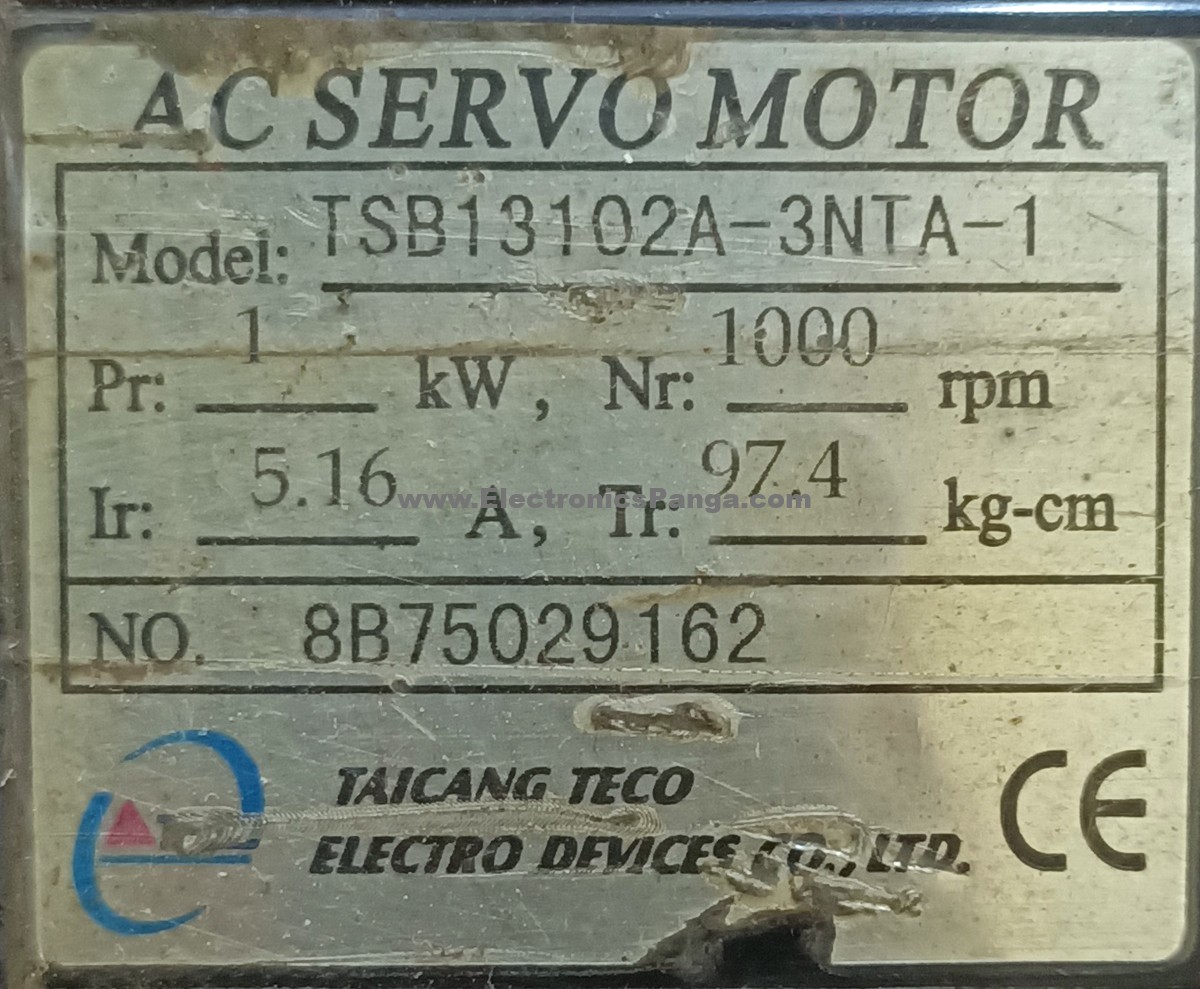 AC SERVO MOTOR
Model: TSB13102A-3NTA-1
Pr: 1 kW, Nr: 1000 rpm
Ir: 5.16 A, Tr: 97.4 kg-cm
www.ElectronicsPanga.com
NO. 8B75029162
TAICANG TECO
ELECTRO DEVICES CO., LTD.
CE